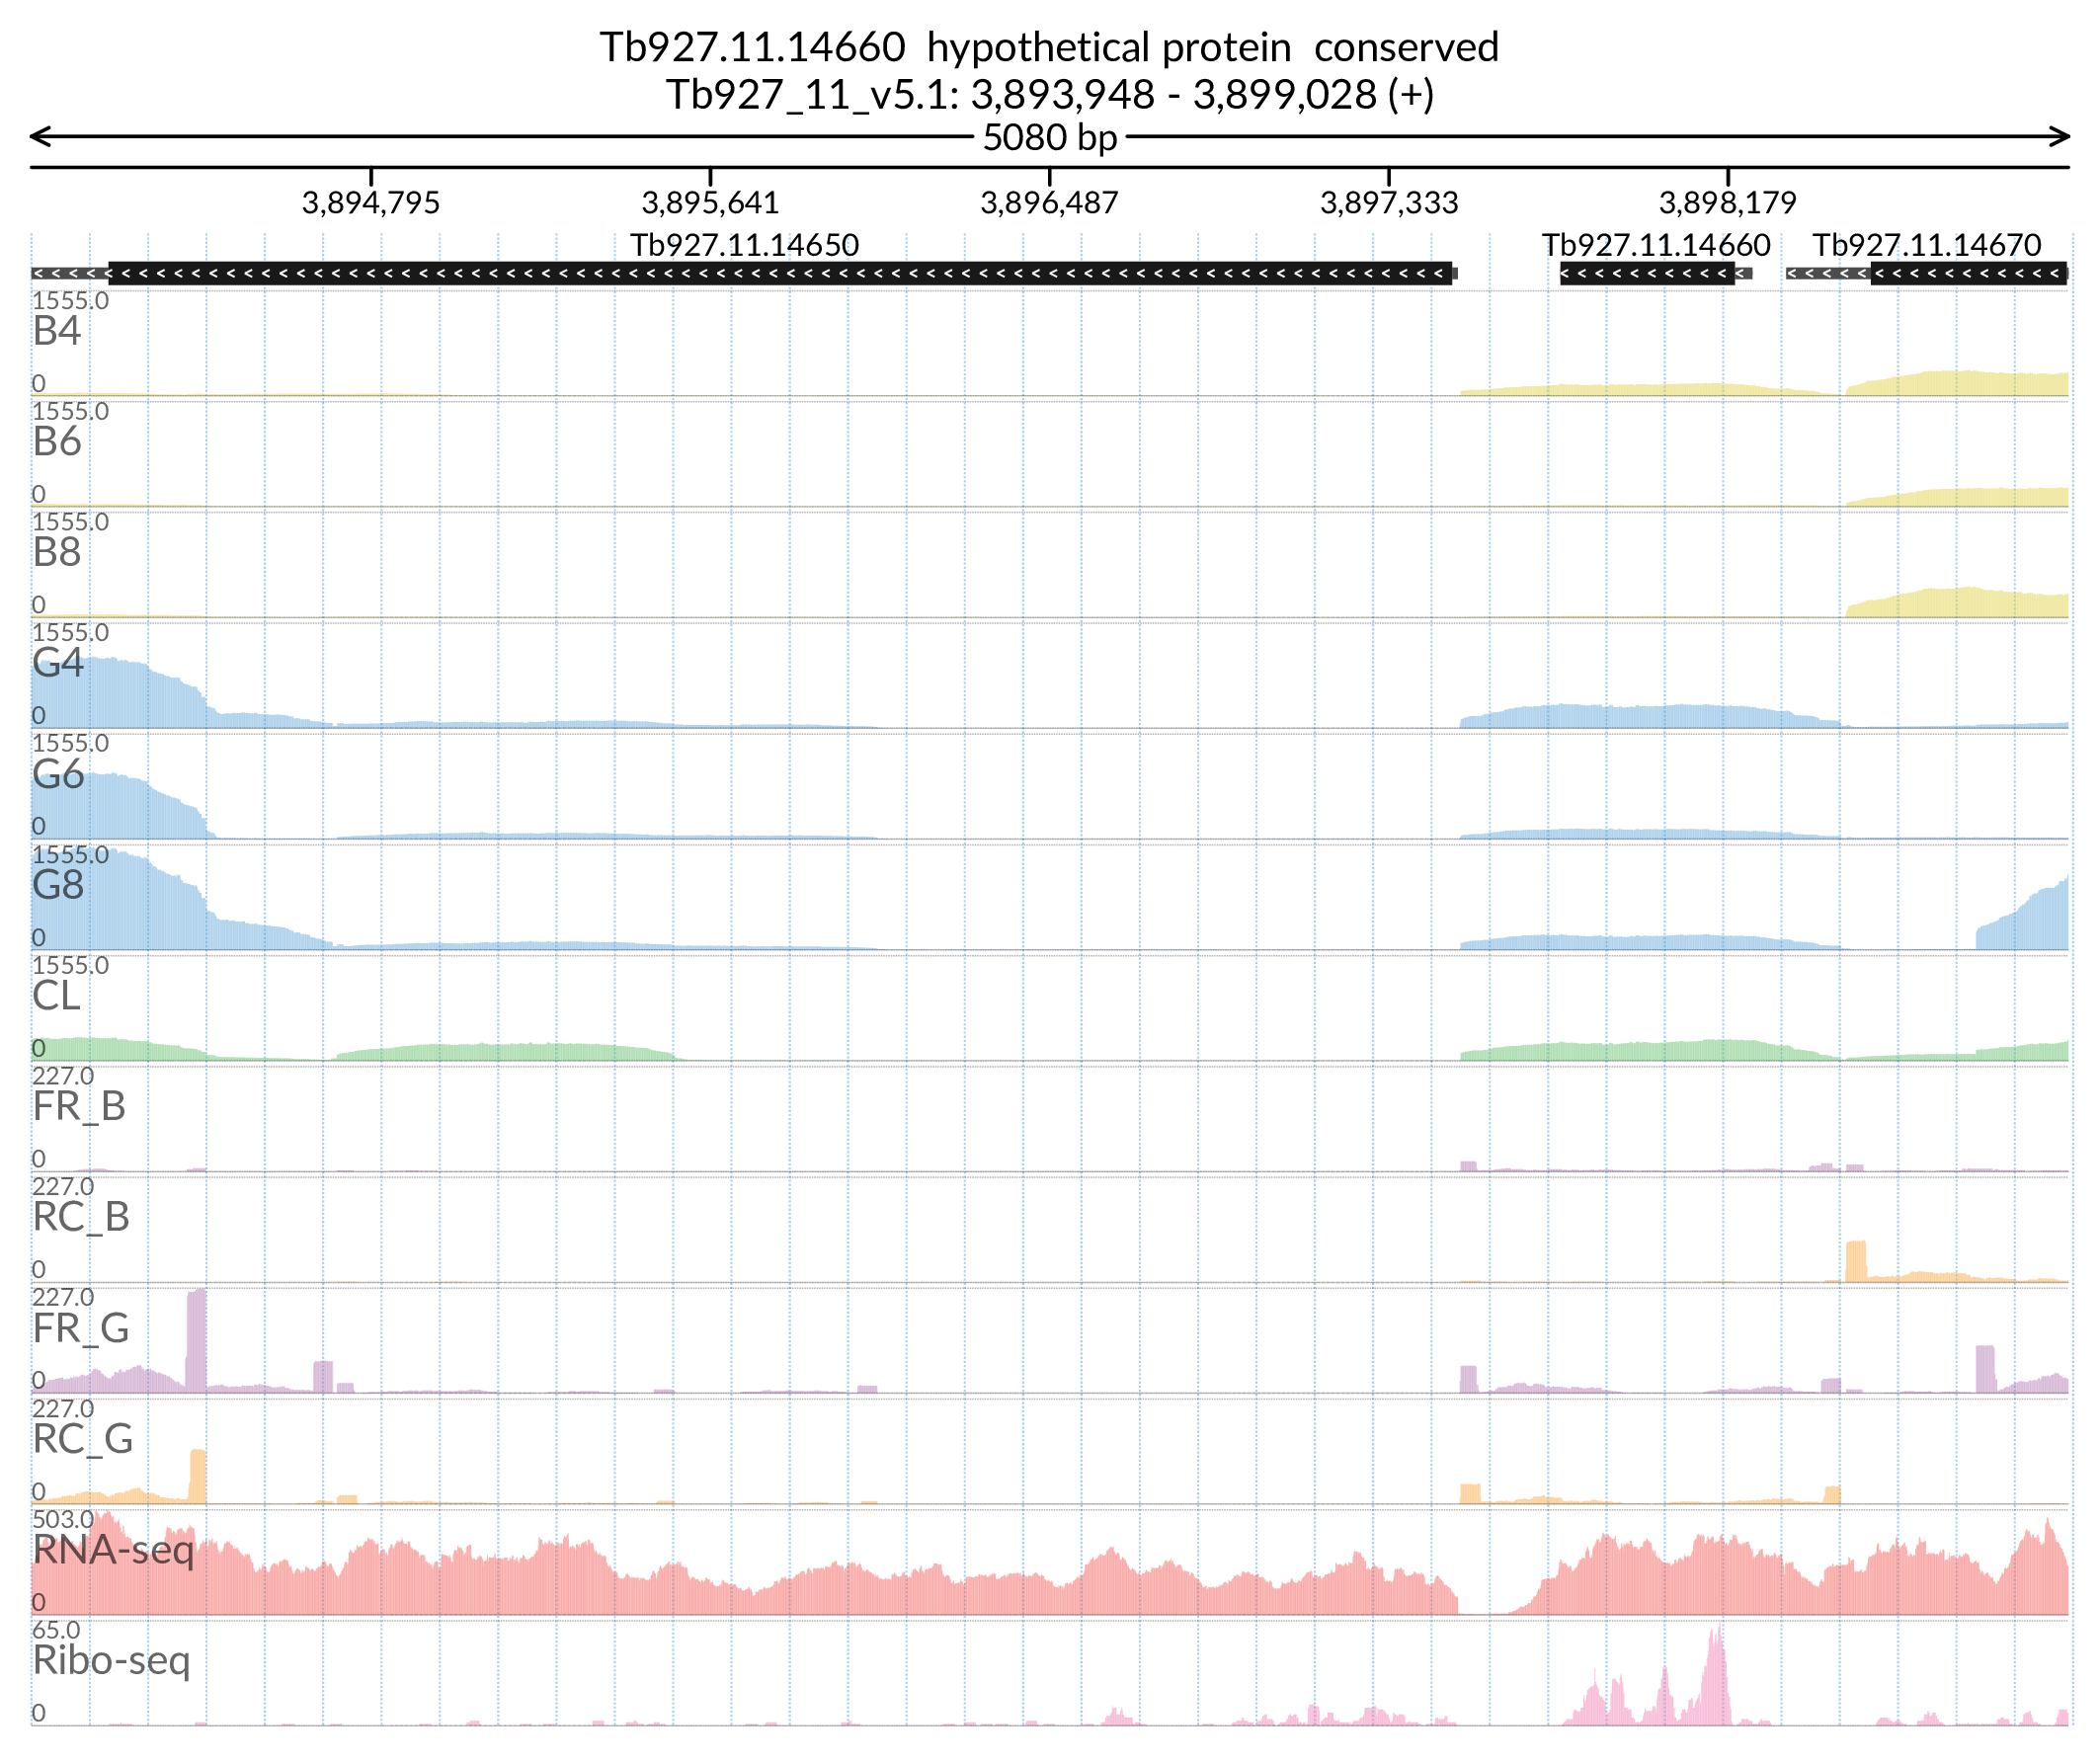 Tb927.11.14660 hypothetical protein conserved
Tb927_11_v5.1: 3,893,948 - 3,899,028 (+)
5080 bp
3,894,795 3,895,641 3,896,487 3,897,333 3,898,179
Tb927.11.14650 Tb927.11.14660 Tb927.11.14670
1555.0
B4
0
1555.0
B6
0
1555.0
B8
0
1555.0
G4
0
1555.0
G6
0
1555.0
G8
0
1555.0
CL
0
227.0
FR_B
0
227.0
RC_B
0
227.0
FR_G
0
227.0
RC_G
0
503.0
RNA-seq
0
65.0
Ribo-seq
0